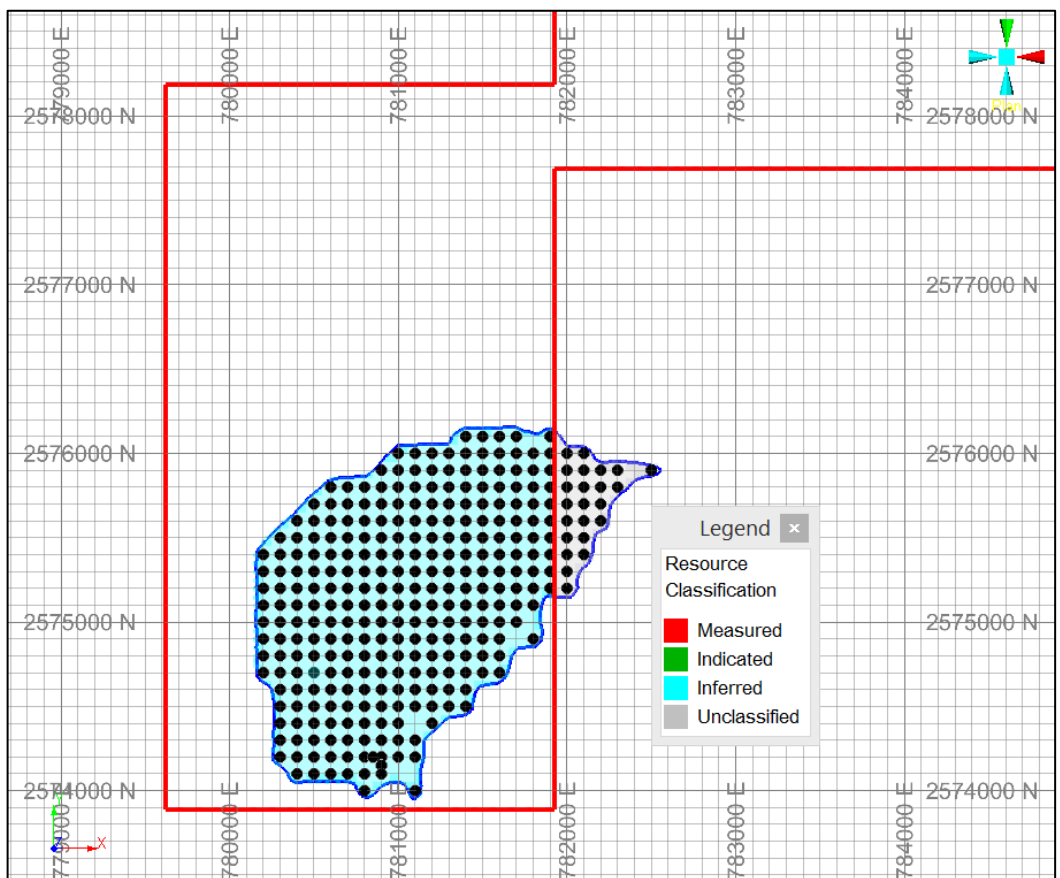 779000 E
780000 E
781000 E
782000 E
783000 E
784000 E
Plan
2578000 N
2578000 N
2577000 N
2577000 N
2576000 N
2576000 N
Legend ×
Resource
Classification
Measured
Indicated
Inferred
Unclassified
2575000 N
2575000 N
2574000 N
2574000 N
780000 E
781000 E
782000 E
783000 E
784000 E
Y
Z
X